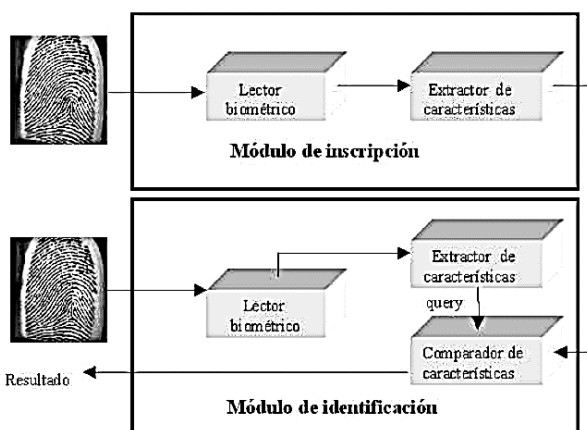 Lector
biométrico
Extractor de
características
Módulo de inscripción
Extractor de
características
Lector
biométrico
query
Comparador de
características
Resultado
Módulo de identificación